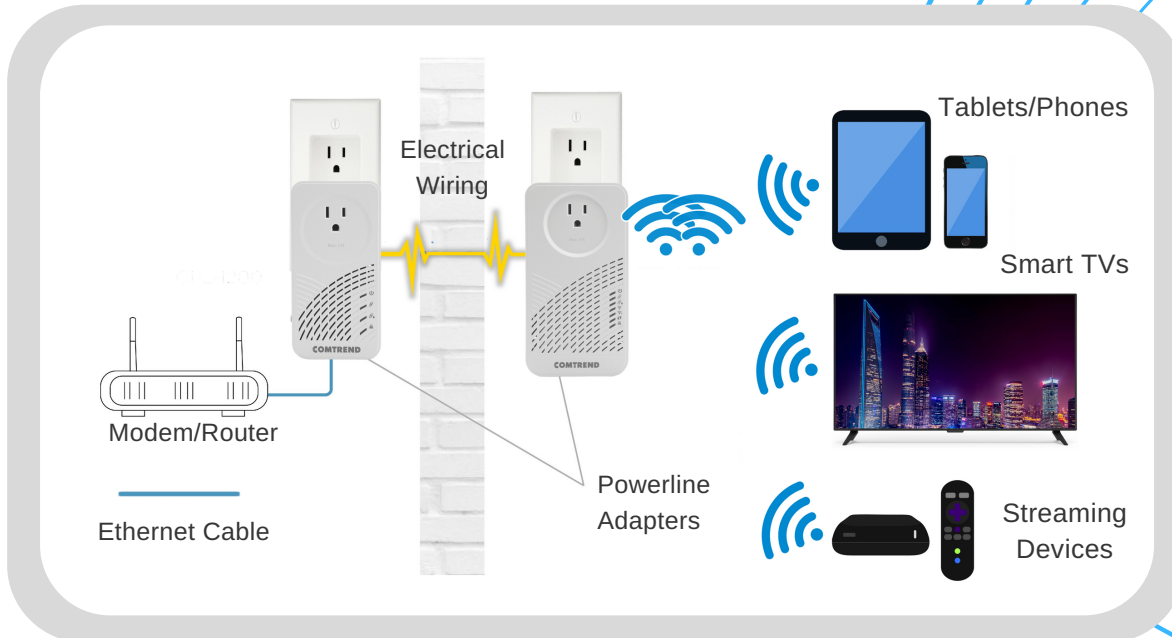 Tablets/Phones
Electrical
Wiring
Smart TVs
COMTREND
COMTREND
Modem/Router
Powerline
Adapters
Ethernet Cable
Streaming
Devices